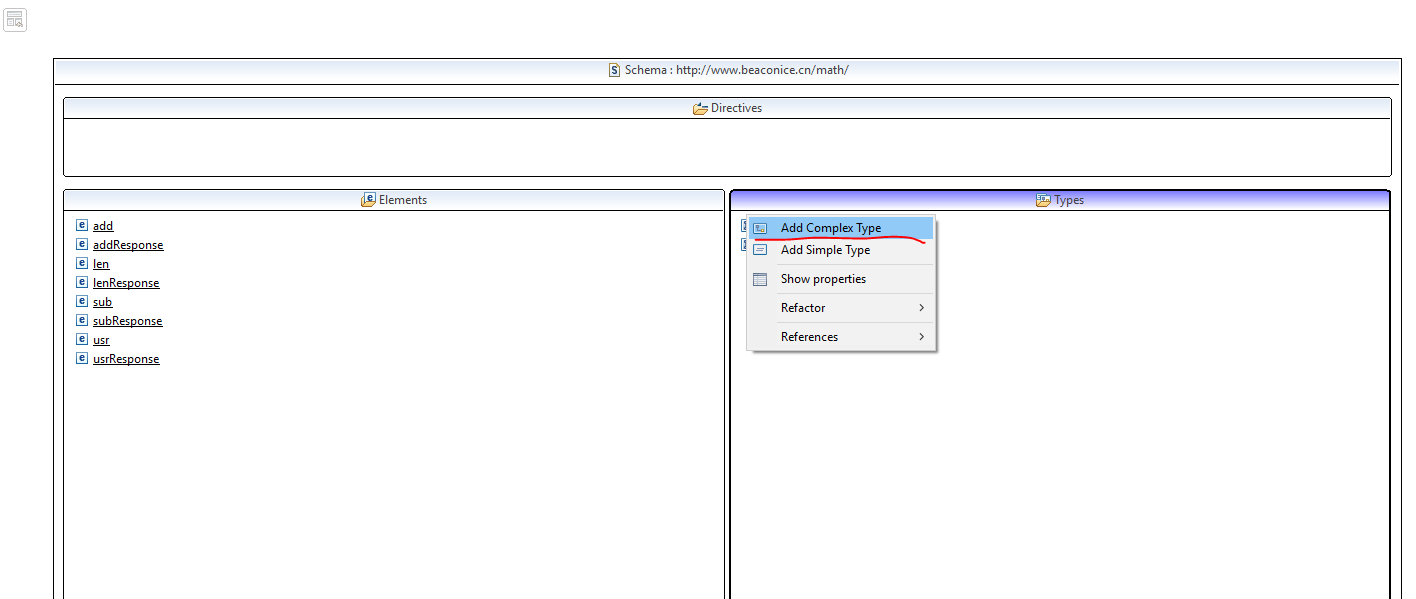 Schema : http://www.beaconice.cn/math/
Directives
Elements
add
addResponse
len
lenResponse
sub
subResponse
usr
usrResponse
Types
Add Complex Type
Add Simple Type
Show properties
Refactor
References